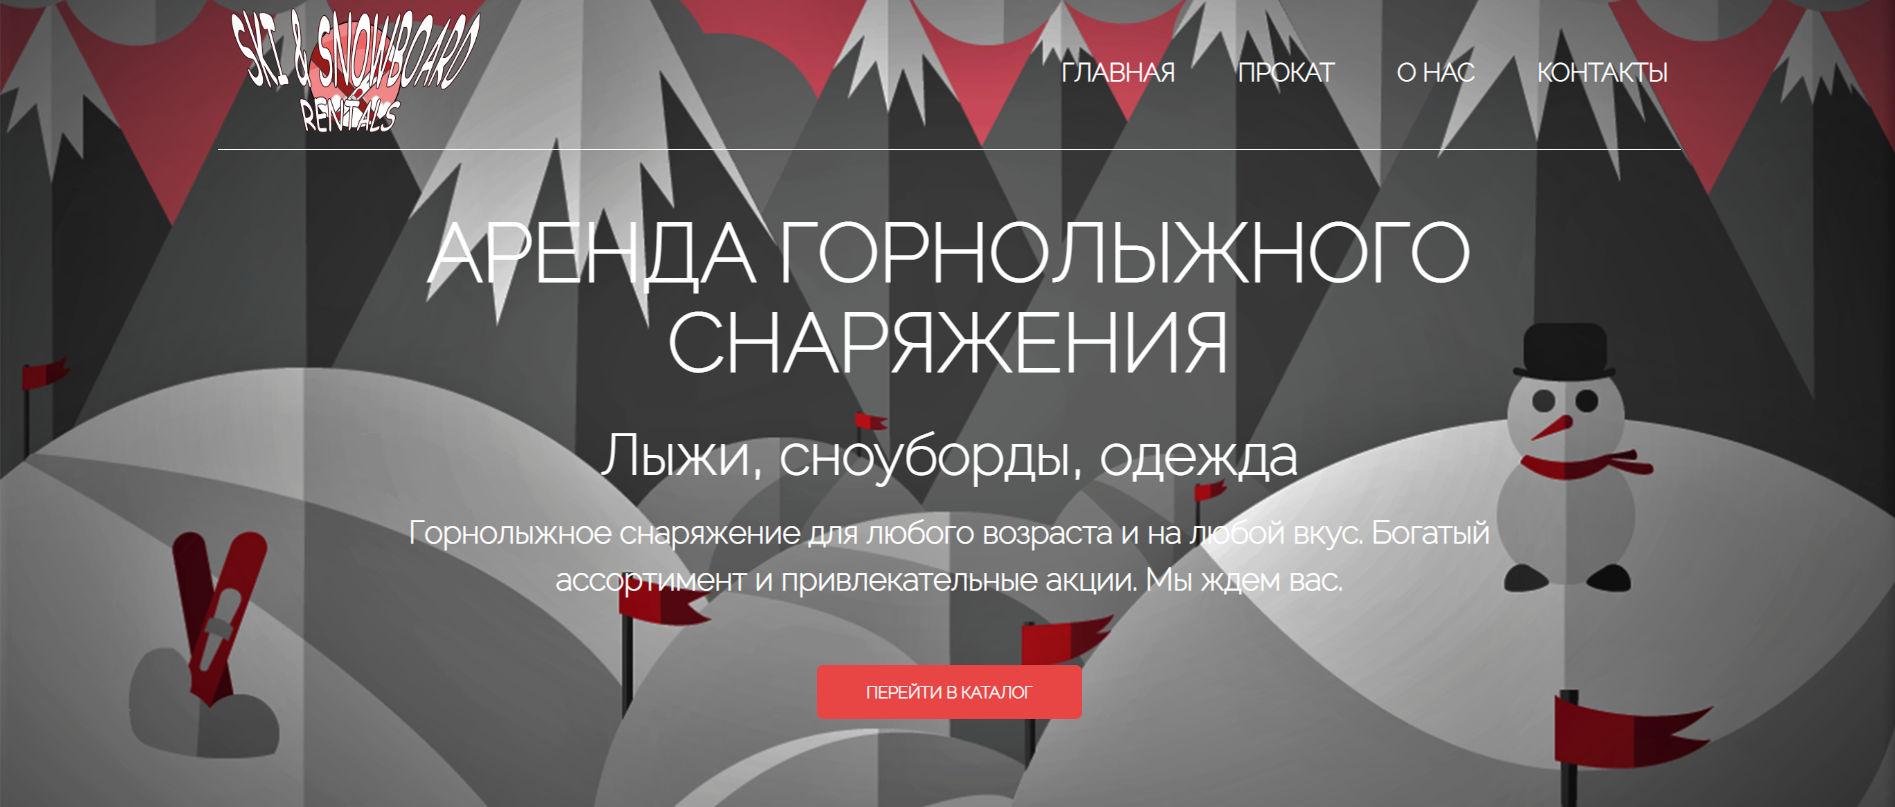 SKI & SNOWBOARD
RENTALS
ГЛАВНАЯ ПРОКАТ О НАС КОНТАКТЫ
АРЕНДА ГОРНОЛЫЖНОГО
СНАРЯЖЕНИЯ
Лыжи, сноуборды, одежда
Горнолыжное снаряжение для любого возраста и на любой вкус. Богатый
ассортимент и привлекательные акции. Мы ждем вас.
ПЕРЕЙТИ В КАТАЛОГ